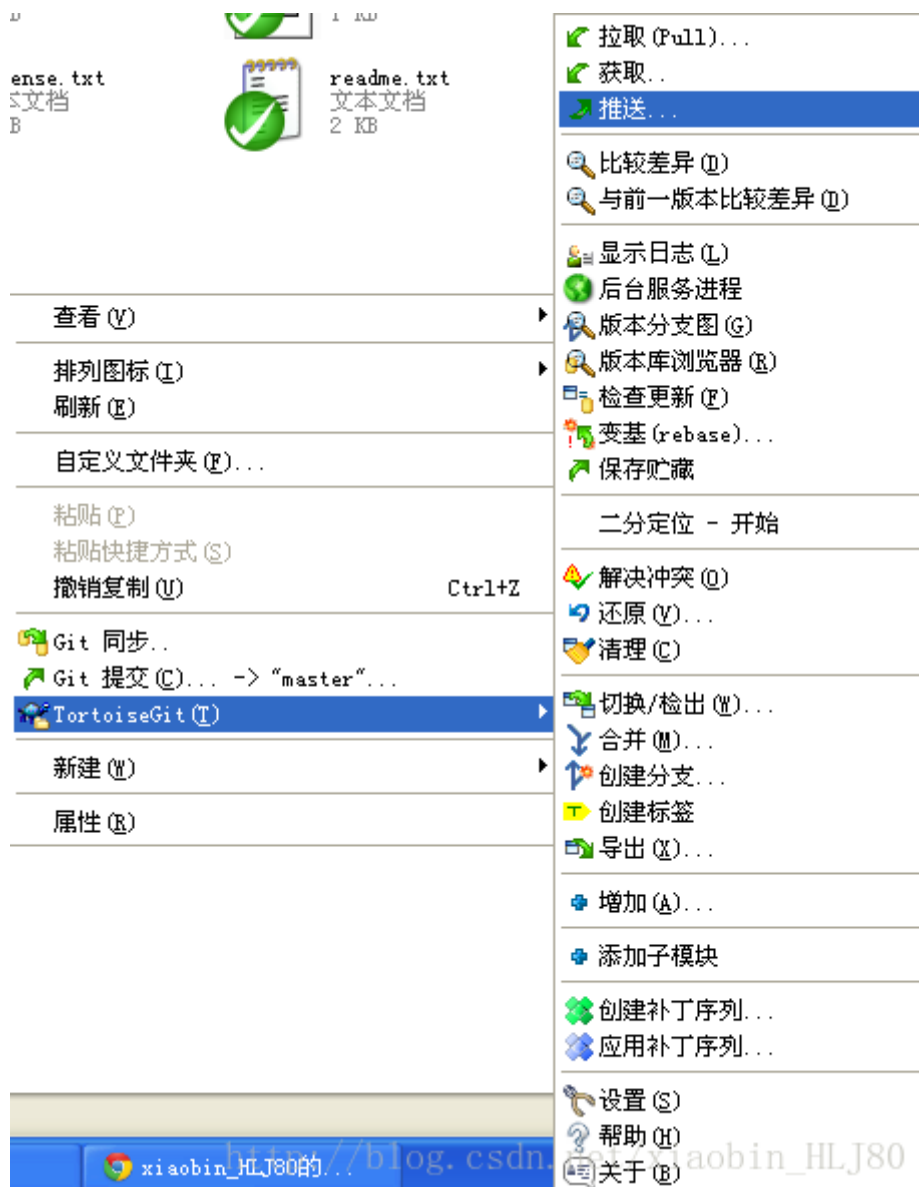 1 KB
ense.txt
文档
B
readme.txt
文本文档
2 KB
查看(V)
排列图标(I)
刷新(E)
自定义文件夹(F)...
粘贴(P)
粘贴快捷方式(S)
撤销复制(U) Ctrl+Z
Git 同步..
Git 提交(C)... -> "master"...
TortoiseGit(T)
新建(W)
属性(R)
拉取(Pull)...
获取..
推送...
比较差异(D)
与前一版本比较差异(D)
显示日志(L)
后台服务进程
版本分支图(G)
版本库浏览器(R)
检查更新(F)
变基(rebase)...
保存贮藏
二分定位 - 开始
解决冲突(O)
还原(V)...
清理(C)
切换/检出(W)...
合并(M)...
创建分支...
创建标签
导出(X)...
增加(A)...
添加子模块
创建补丁序列...
应用补丁序列...
设置(S)
帮助(H)
关于(B)
xiaobin_HLJ80的...
http://blog.csdn.net/xiaobin_HLJ80